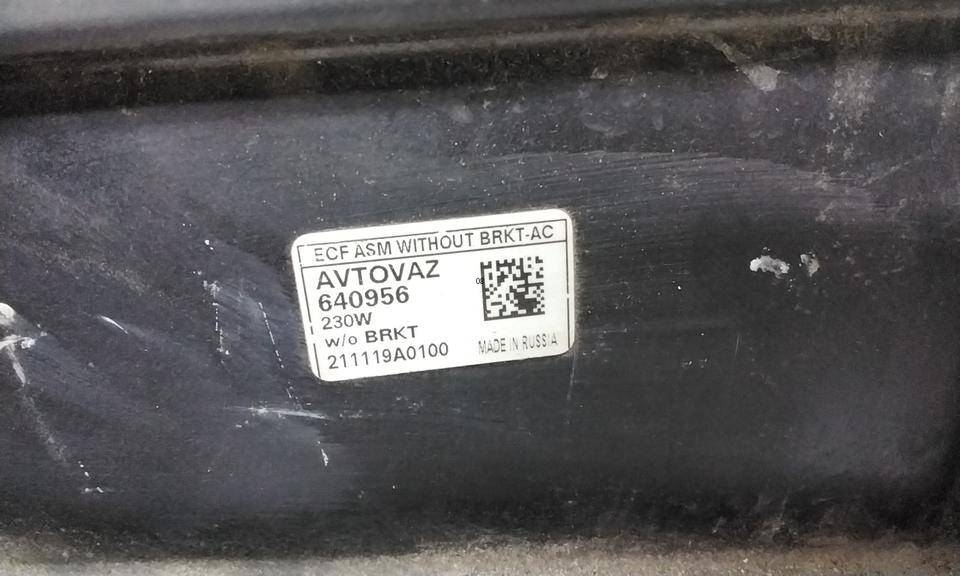 ECF ASM WITHOUT BRKT-AC
AVTOVAZ
640956
230W
w/o BRKT
211119A0100
MADE IN RUSSIA